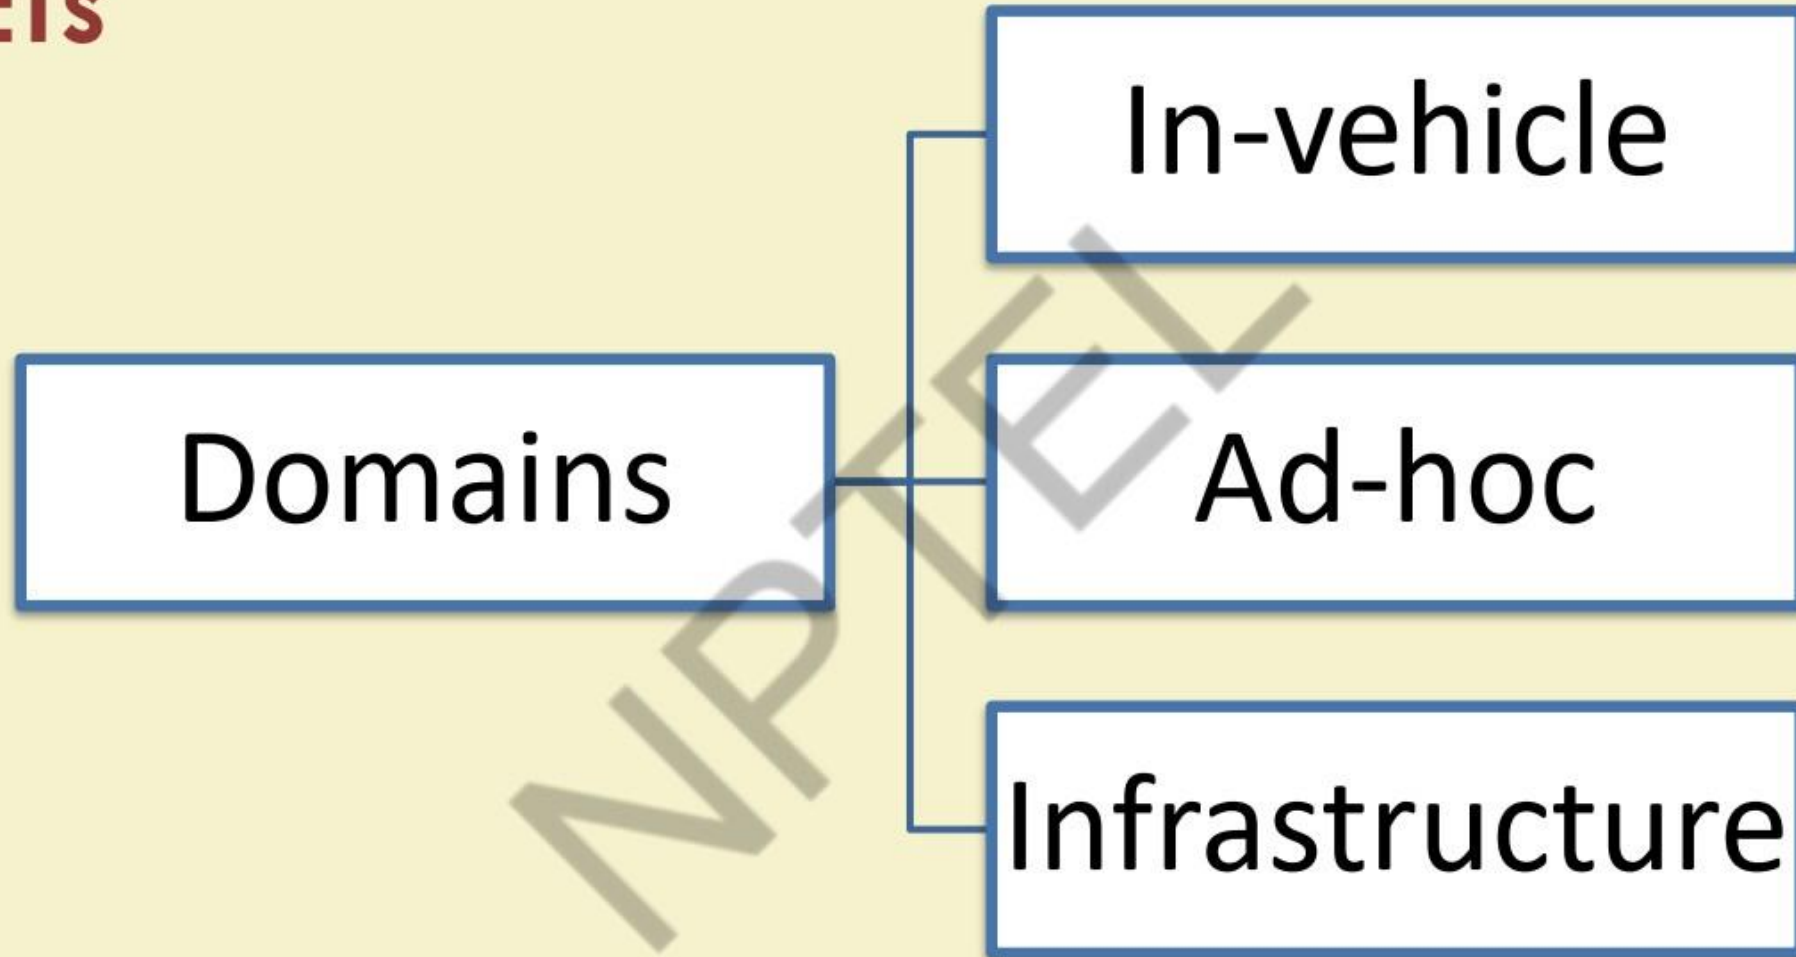 In-vehicle
Domains
Ad-hoc
Infrastructure
NPTEL